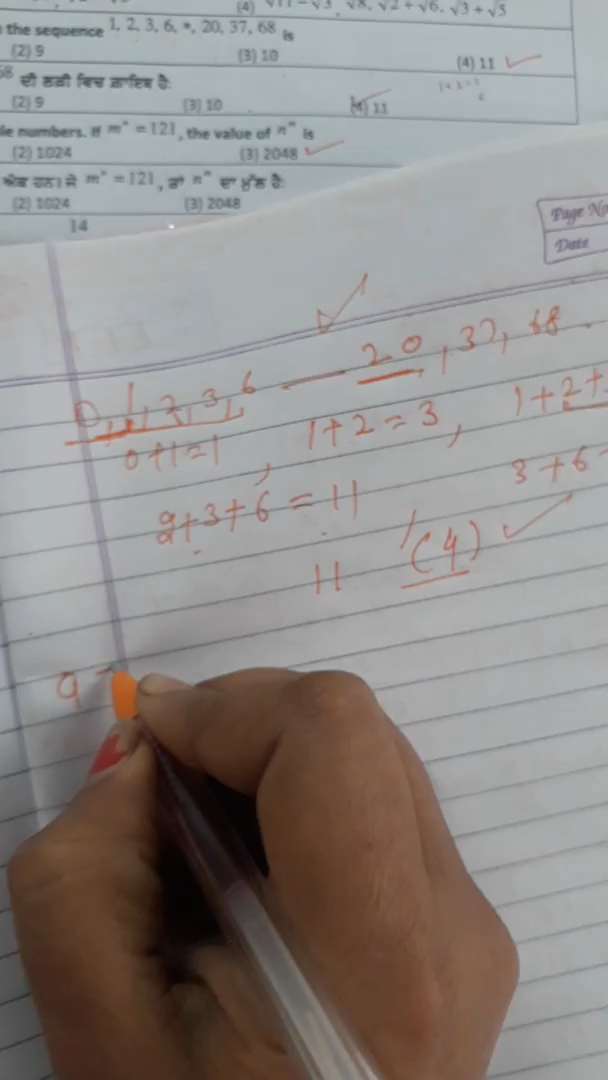 (4) √11 − √3, √8, √2 + √6, √3 + √5
the sequence 1, 2, 3, 6, *, 20, 37, 68 is
(2) 9 (3) 10 (4) 11
68 ਦੀ ਲੜੀ ਵਿਚ ਗਾਇਬ ਹੈ:
(2) 9 (3) 10 (4) 11
le numbers. If mⁿ = 121, the value of nᵐ is
(2) 1024 (3) 2048
ਅੰਕ ਹਨ। ਜੇ mⁿ = 121, ਤਾਂ nᵐ ਦਾ ਮੁੱਲ ਹੈ:
(2) 1024 (3) 2048
14
Page No
Date
0, 1, 2, 3, 6 — 20, 37, 68.
0+1=1, 1+2=3, 1+2+
2+3+6 = 11 3+6
11 (4)
9